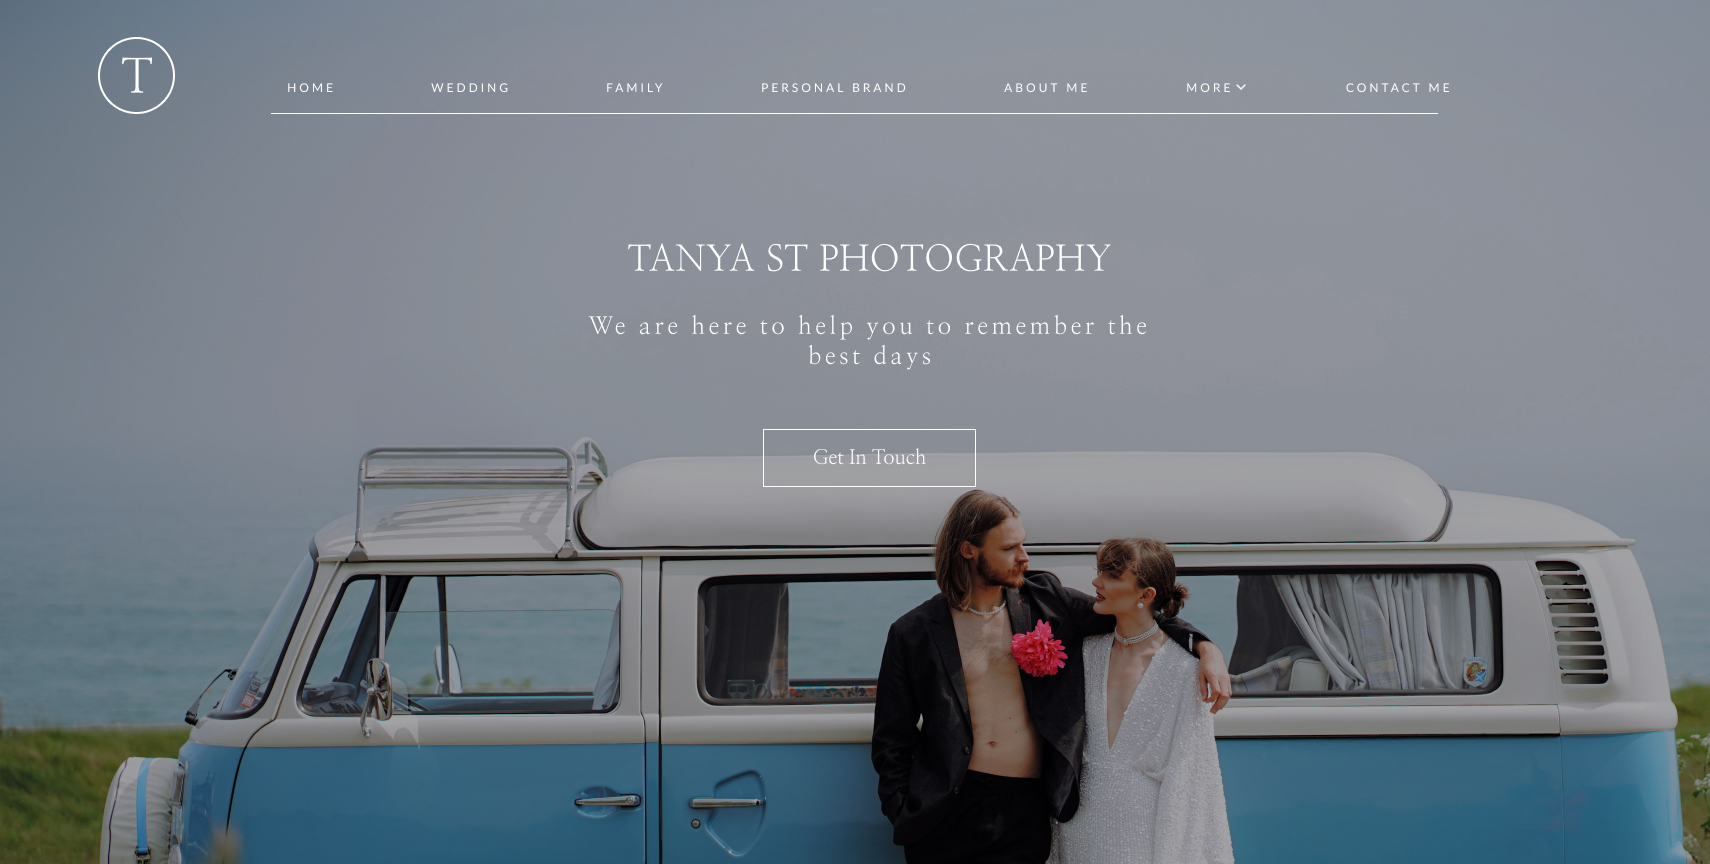 T
HOME WEDDING FAMILY PERSONAL BRAND ABOUT ME MORE CONTACT ME
TANYA ST PHOTOGRAPHY
We are here to help you to remember the
best days
Get In Touch